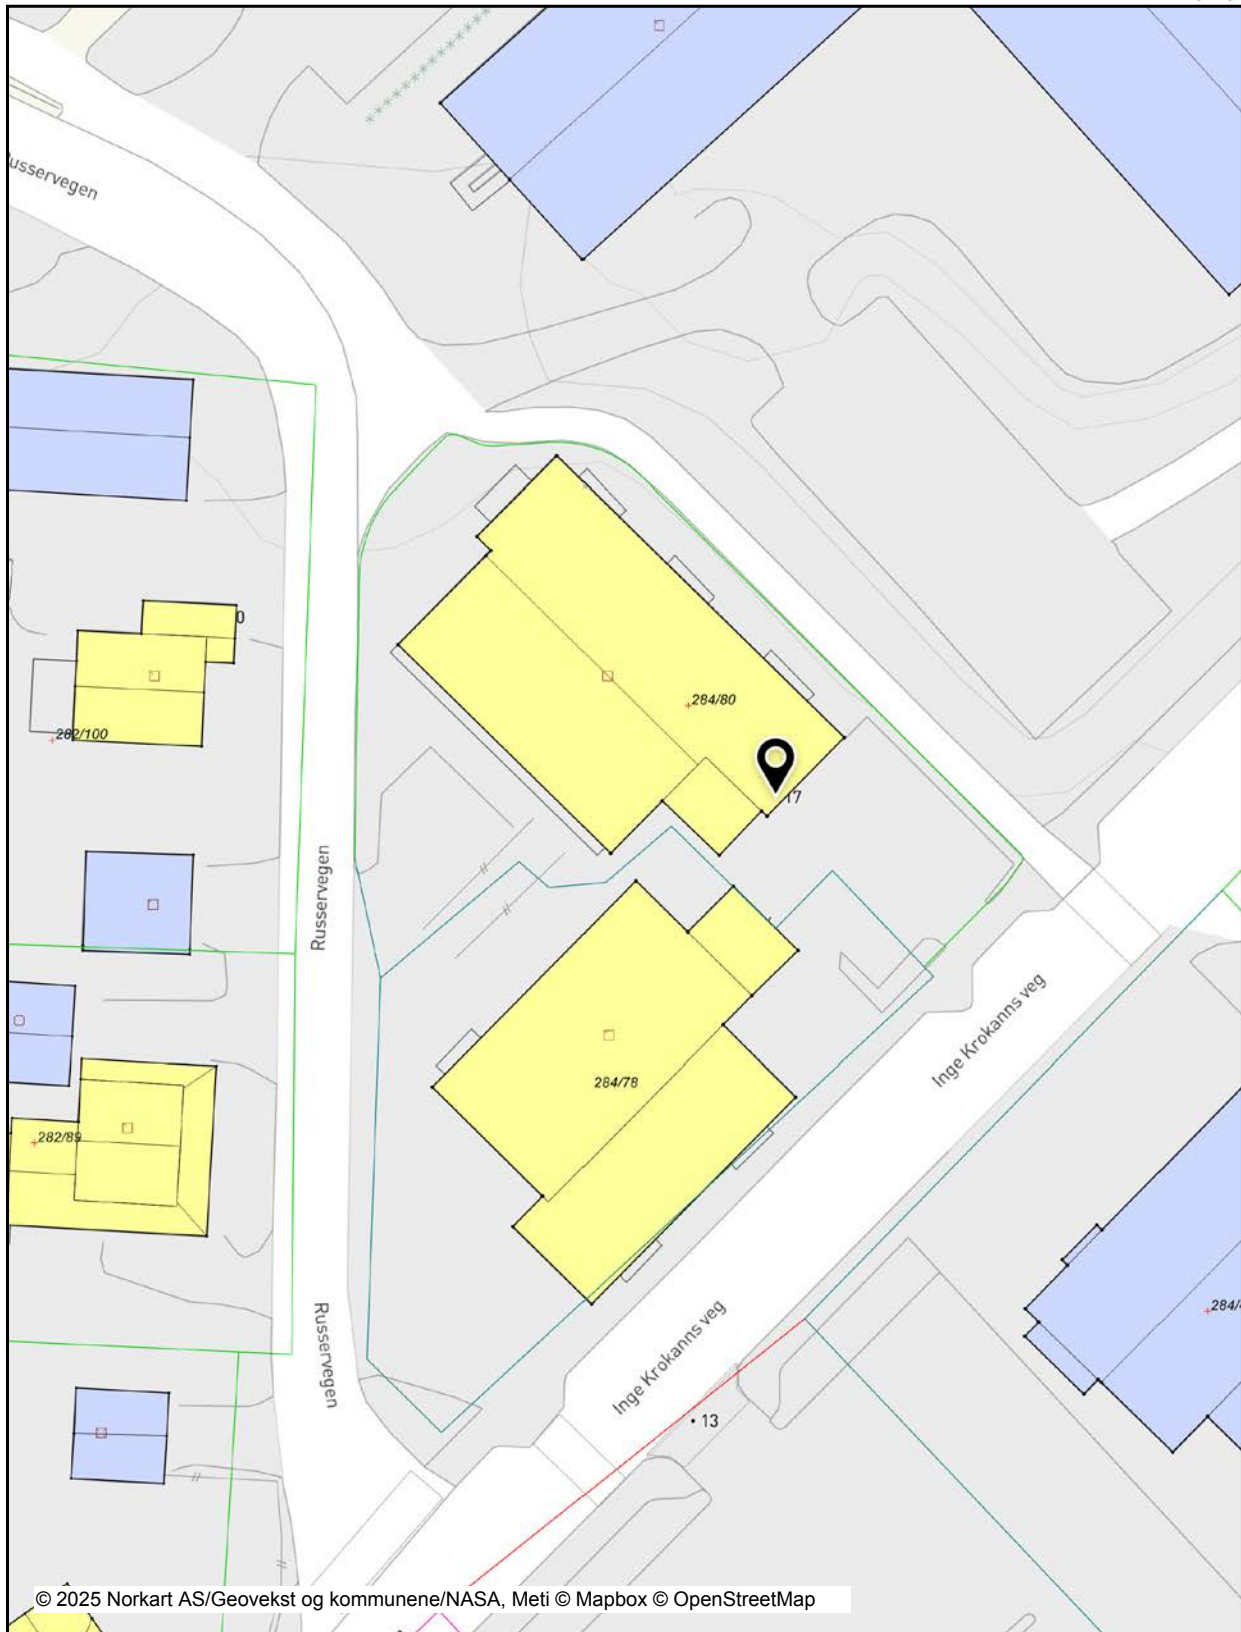 284/80
17
0
282/100
Russervegen
Inge Krokanns veg
284/78
282/89
Russervegen
Inge Krokanns veg
13
© 2025 Norkart AS/Geovekst og kommunene/NASA, Meti © Mapbox © OpenStreetMap